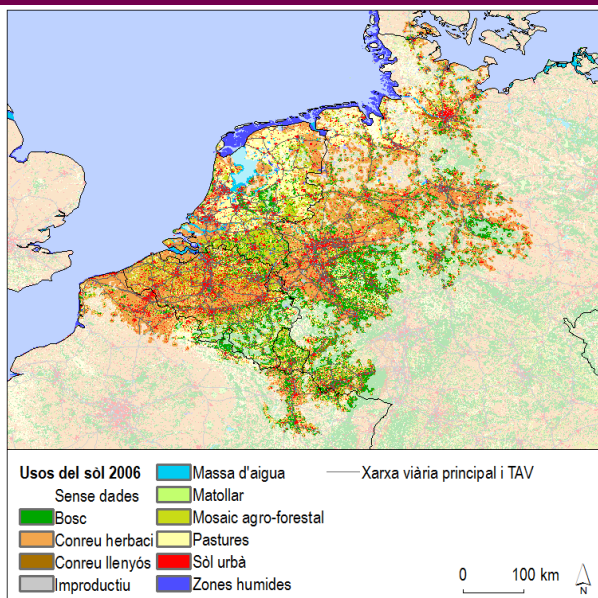 Usos del sòl 2006
Sense dades
Bosc
Conreu herbaci
Conreu llenyós
Improductiu
Massa d'aigua
Matollar
Mosaic agro-forestal
Pastures
Sòl urbà
Zones humides
Xarxa viària principal i TAV
0 100 km
N